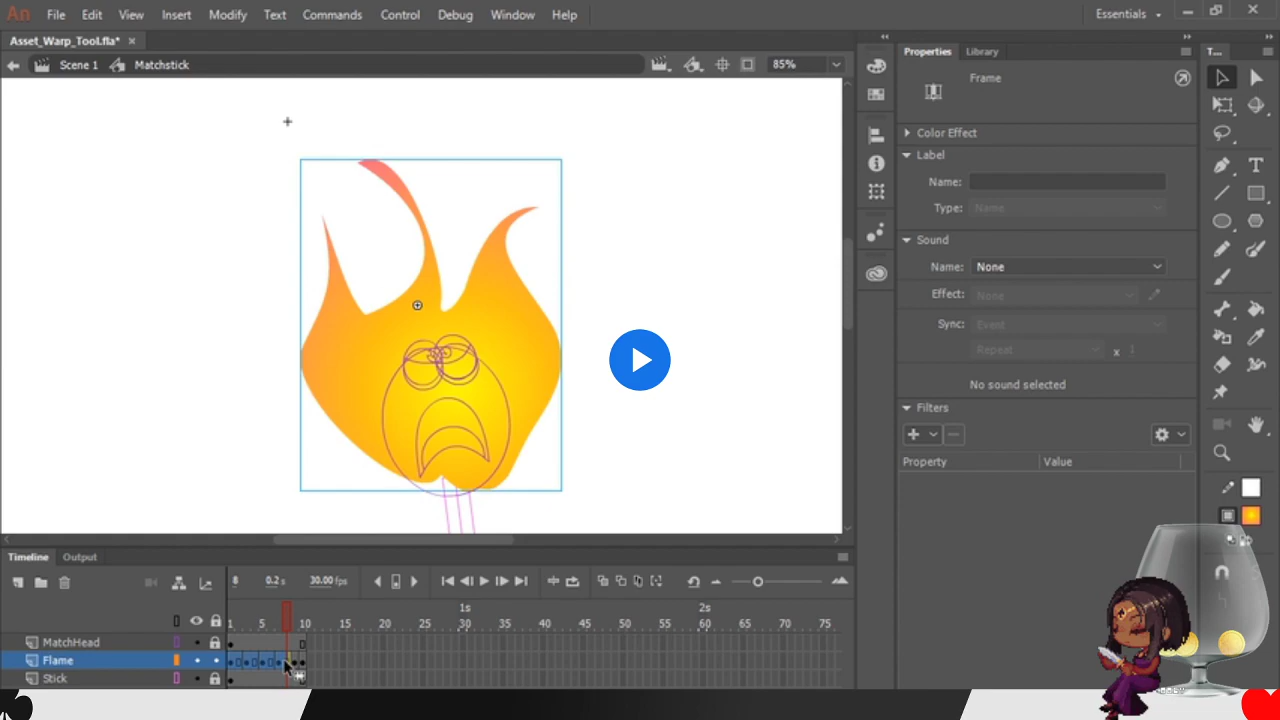 An File Edit View Insert Modify Text Commands Control Debug Window Help Essentials
Asset_Warp_Tool.fla*
Scene 1 Matchstick 85%
Properties Library T...
Frame
Color Effect
Label
Name:
Type: Name
Sound
Name: None
Effect: None
Sync: Event
Repeat x 1
No sound selected
Filters
Property Value
Timeline Output
8 0.2 s 30.00 fps
1s 2s
1 5 10 15 20 25 30 35 40 45 50 55 60 65 70 75
MatchHead
Flame
Stick